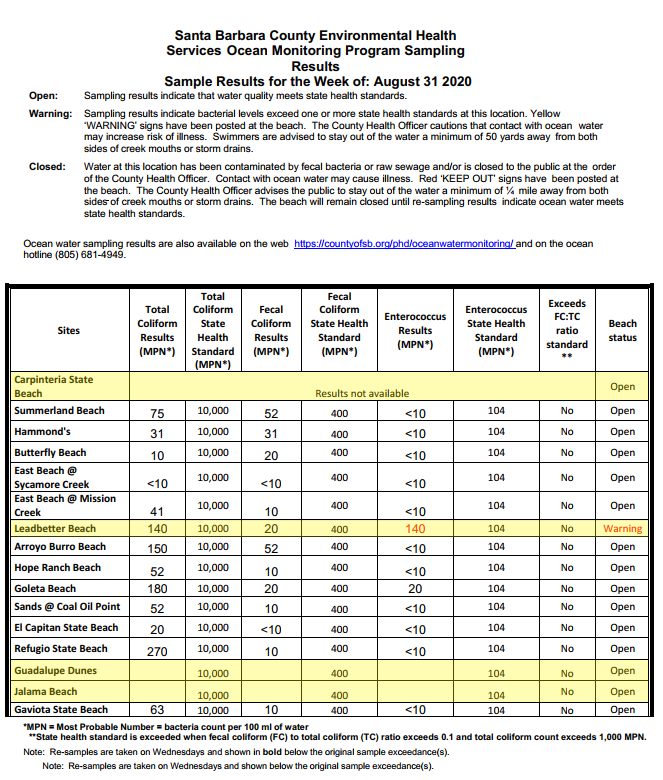 Santa Barbara County Environmental Health
Services Ocean Monitoring Program Sampling
Results
Sample Results for the Week of: August 31 2020
Open: Sampling results indicate that water quality meets state health standards.
Warning: Sampling results indicate bacterial levels exceed one or more state health standards at this location. Yellow
'WARNING' signs have been posted at the beach. The County Health Officer cautions that contact with ocean water
may increase risk of illness. Swimmers are advised to stay out of the water a minimum of 50 yards away from both
sides of creek mouths or storm drains.
Closed: Water at this location has been contaminated by fecal bacteria or raw sewage and/or is closed to the public at the order
of the County Health Officer. Contact with ocean water may cause illness. Red 'KEEP OUT' signs have been posted at
the beach. The County Health Officer advises the public to stay out of the water a minimum of ¼ mile away from both
sides of creek mouths or storm drains. The beach will remain closed until re-sampling results indicate ocean water meets
state health standards.
Ocean water sampling results are also available on the web https://countyofsb.org/phd/oceanwatermonitoring/ and on the ocean
hotline (805) 681-4949.
Sites Total Coliform Results (MPN*) Total Coliform State Health Standard (MPN*) Fecal Coliform Results (MPN*) Fecal Coliform State Health Standard (MPN*) Enterococcus Results (MPN*) Enterococcus State Health Standard (MPN*) Exceeds FC:TC ratio standard ** Beach status
Carpinteria State Beach Results not available Open
Summerland Beach 75 10,000 52 400 <10 104 No Open
Hammond's 31 10,000 31 400 <10 104 No Open
Butterfly Beach 10 10,000 20 400 <10 104 No Open
East Beach @ Sycamore Creek <10 10,000 <10 400 <10 104 No Open
East Beach @ Mission Creek 41 10,000 10 400 <10 104 No Open
Leadbetter Beach 140 10,000 20 400 140 104 No Warning
Arroyo Burro Beach 150 10,000 52 400 <10 104 No Open
Hope Ranch Beach 52 10,000 10 400 <10 104 No Open
Goleta Beach 180 10,000 20 400 20 104 No Open
Sands @ Coal Oil Point 52 10,000 10 400 <10 104 No Open
El Capitan State Beach 20 10,000 <10 400 <10 104 No Open
Refugio State Beach 270 10,000 10 400 <10 104 No Open
Guadalupe Dunes 10,000 400 104 No Open
Jalama Beach 10,000 400 104 No Open
Gaviota State Beach 63 10,000 10 400 <10 104 No Open
*MPN = Most Probable Number = bacteria count per 100 ml of water
**State health standard is exceeded when fecal coliform (FC) to total coliform (TC) ratio exceeds 0.1 and total coliform count exceeds 1,000 MPN.
Note: Re-samples are taken on Wednesdays and shown in bold below the original sample exceedance(s).
Note: Re-samples are taken on Wednesdays and shown below the original sample exceedance(s).